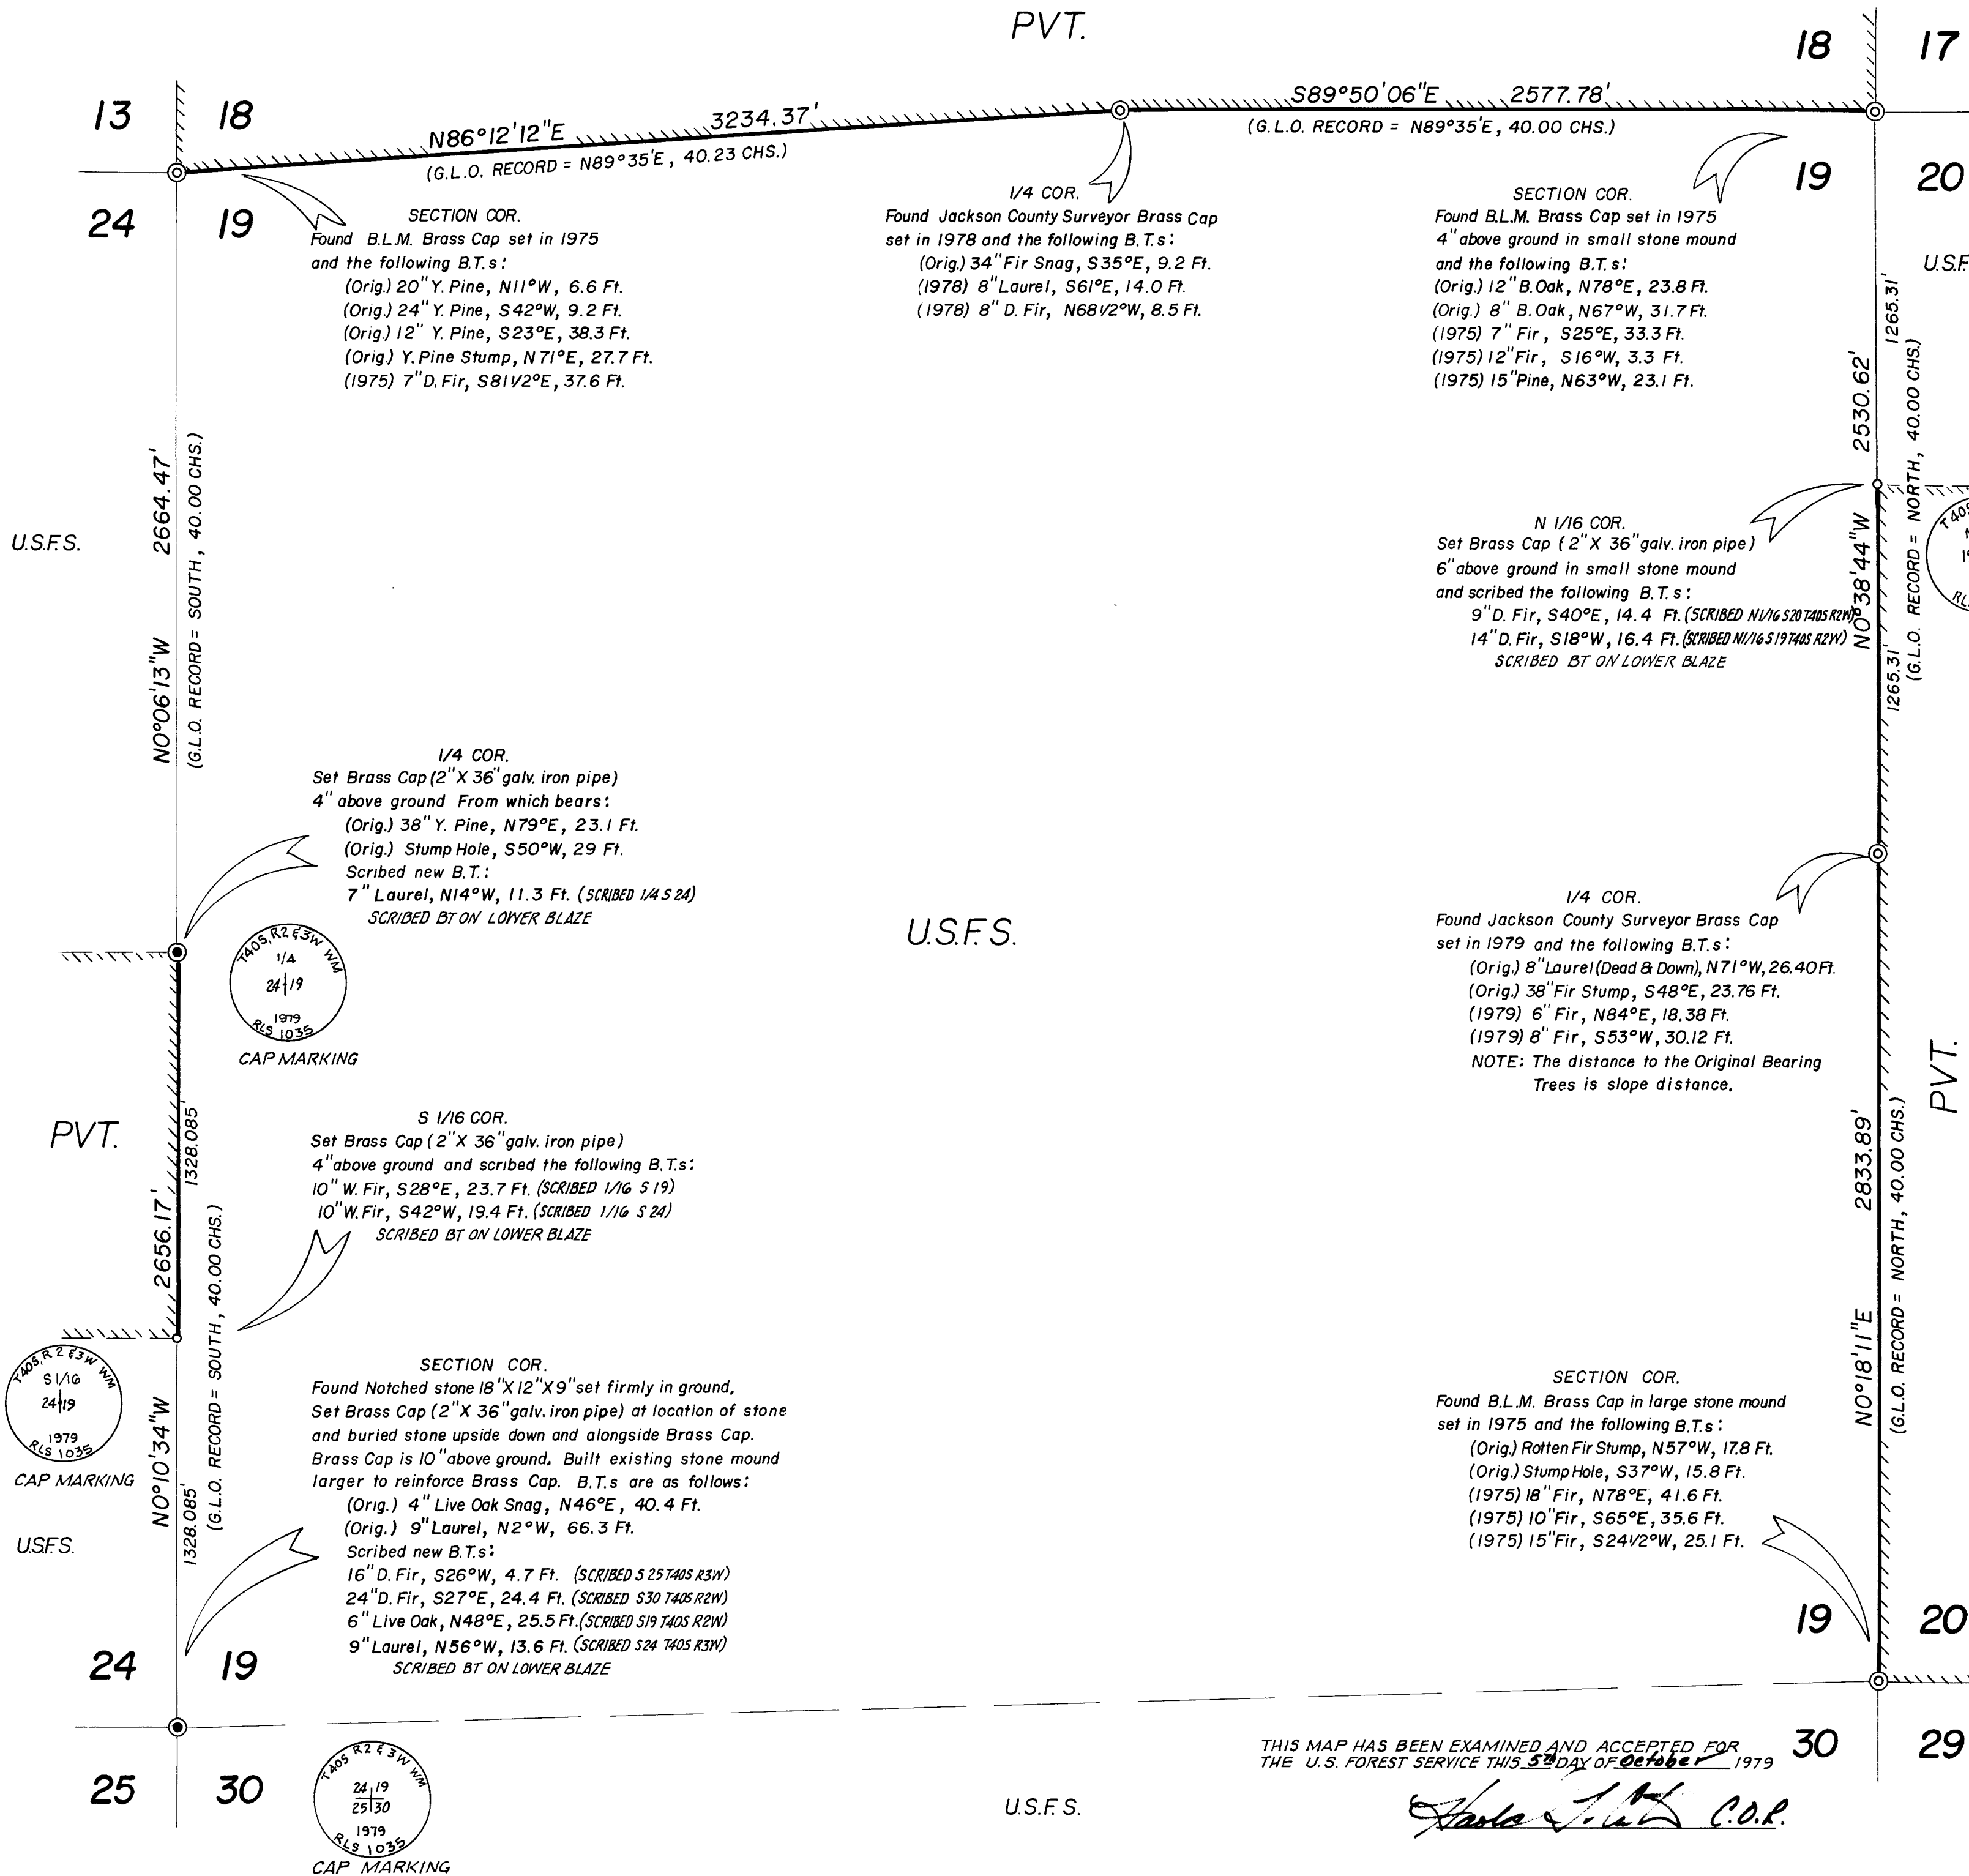 PVT.
18
17
13
18
N86°12'12"E
3234.37'
(G.L.O. RECORD = N89°35'E, 40.23 CHS.)
S89°50'06"E
2577.78'
(G.L.O. RECORD = N89°35'E, 40.00 CHS.)
24
19
19
20
SECTION COR.
Found B.L.M. Brass Cap set in 1975
and the following B.T.s:
(Orig.) 20" Y. Pine, N11°W, 6.6 Ft.
(Orig.) 24" Y. Pine, S42°W, 9.2 Ft.
(Orig.) 12" Y. Pine, S23°E, 38.3 Ft.
(Orig.) Y. Pine Stump, N71°E, 27.7 Ft.
(1975) 7" D. Fir, S81 1/2°E, 37.6 Ft.
1/4 COR.
Found Jackson County Surveyor Brass Cap
set in 1978 and the following B.T.s:
(Orig.) 34" Fir Snag, S35°E, 9.2 Ft.
(1978) 8" Laurel, S61°E, 14.0 Ft.
(1978) 8" D. Fir, N68 1/2°W, 8.5 Ft.
SECTION COR.
Found B.L.M. Brass Cap set in 1975
4" above ground in small stone mound
and the following B.T.s:
(Orig.) 12" B. Oak, N78°E, 23.8 Ft.
(Orig.) 8" B. Oak, N67°W, 31.7 Ft.
(1975) 7" Fir, S25°E, 33.3 Ft.
(1975) 12" Fir, S16°W, 3.3 Ft.
(1975) 15" Pine, N63°W, 23.1 Ft.
U.S.F
1265.31'
2530.62'
N0°38'44"W
1265.31'
(G.L.O. RECORD = NORTH, 40.00 CHS.)
U.S.F.S.
2664.47'
N0°06'13"W
(G.L.O. RECORD = SOUTH, 40.00 CHS.)
N 1/16 COR.
Set Brass Cap (2" X 36" galv. iron pipe)
6" above ground in small stone mound
and scribed the following B.T.s:
9" D. Fir, S40°E, 14.4 Ft. (SCRIBED N1/16 S20 T40S R2W)
14" D. Fir, S18°W, 16.4 Ft. (SCRIBED N1/16 S19 T40S R2W)
SCRIBED BT ON LOWER BLAZE
T40S
RL
1/4 COR.
Set Brass Cap (2" X 36" galv. iron pipe)
4" above ground From which bears:
(Orig.) 38" Y. Pine, N79°E, 23.1 Ft.
(Orig.) Stump Hole, S50°W, 29 Ft.
Scribed new B.T.:
7" Laurel, N14°W, 11.3 Ft. (SCRIBED 1/4 S 24)
SCRIBED BT ON LOWER BLAZE
T40S, R2 & 3W WM
1/4
24 19
1979
RLS 1035
CAP MARKING
U.S.F.S.
1/4 COR.
Found Jackson County Surveyor Brass Cap
set in 1979 and the following B.T.s:
(Orig.) 8" Laurel (Dead & Down), N71°W, 26.40 Ft.
(Orig.) 38" Fir Stump, S48°E, 23.76 Ft.
(1979) 6" Fir, N84°E, 18.38 Ft.
(1979) 8" Fir, S53°W, 30.12 Ft.
NOTE: The distance to the Original Bearing
Trees is slope distance.
PVT.
PVT.
1328.085'
2656.17'
N0°10'34"W
1328.085'
(G.L.O. RECORD = SOUTH, 40.00 CHS.)
S 1/16 COR.
Set Brass Cap (2" X 36" galv. iron pipe)
4" above ground and scribed the following B.T.s:
10" W. Fir, S28°E, 23.7 Ft. (SCRIBED 1/16 S 19)
10" W. Fir, S42°W, 19.4 Ft. (SCRIBED 1/16 S 24)
SCRIBED BT ON LOWER BLAZE
2833.89'
N0°18'11"E
(G.L.O. RECORD = NORTH, 40.00 CHS.)
T40S, R2 & 3W WM
S1/16
24 19
1979
RLS 1035
CAP MARKING
U.S.F.S.
SECTION COR.
Found Notched stone 18" X 12" X 9" set firmly in ground,
Set Brass Cap (2" X 36" galv. iron pipe) at location of stone
and buried stone upside down and alongside Brass Cap.
Brass Cap is 10" above ground. Built existing stone mound
larger to reinforce Brass Cap. B.T.s are as follows:
(Orig.) 4" Live Oak Snag, N46°E, 40.4 Ft.
(Orig.) 9" Laurel, N2°W, 66.3 Ft.
Scribed new B.T.s:
16" D. Fir, S26°W, 4.7 Ft. (SCRIBED S 25 T40S R3W)
24" D. Fir, S27°E, 24.4 Ft. (SCRIBED S30 T40S R2W)
6" Live Oak, N48°E, 25.5 Ft. (SCRIBED S19 T40S R2W)
9" Laurel, N56°W, 13.6 Ft. (SCRIBED S24 T40S R3W)
SCRIBED BT ON LOWER BLAZE
SECTION COR.
Found B.L.M. Brass Cap in large stone mound
set in 1975 and the following B.T.s:
(Orig.) Rotten Fir Stump, N57°W, 17.8 Ft.
(Orig.) Stump Hole, S37°W, 15.8 Ft.
(1975) 18" Fir, N78°E, 41.6 Ft.
(1975) 10" Fir, S65°E, 35.6 Ft.
(1975) 15" Fir, S24 1/2°W, 25.1 Ft.
24
19
19
20
25
30
30
29
T40S R2 & 3W WM
24 19
25 30
1979
RLS 1035
CAP MARKING
U.S.F.S.
THIS MAP HAS BEEN EXAMINED AND ACCEPTED FOR
THE U.S. FOREST SERVICE THIS 5th DAY OF October 1979
C.O.R.